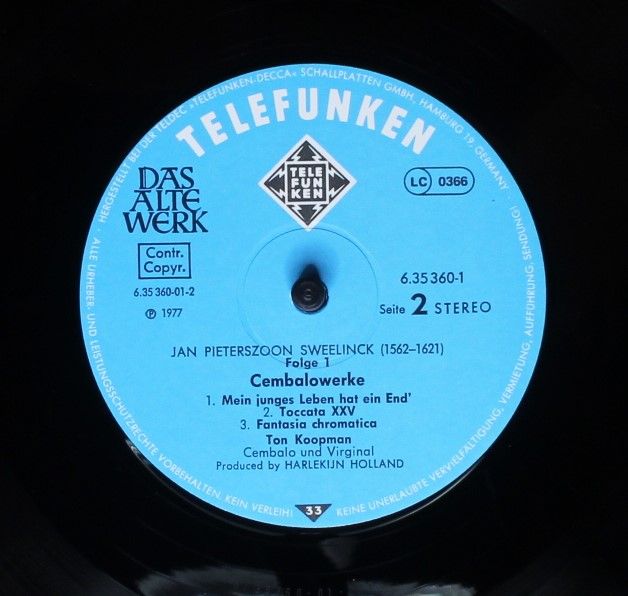 · HERGESTELLT BEI DER TELDEC »TELEFUNKEN-DECCA« SCHALLPLATTEN GMBH, HAMBURG 19, GERMANY
TELEFUNKEN
TELE
FUN
KEN
DAS
ALTE
WERK
LC 0366
Contr.
Copyr.
6.35 360-01-2
6.35 360-1
℗ 1977
Seite 2 STEREO
JAN PIETERSZOON SWEELINCK (1562–1621)
Folge 1
Cembalowerke
1. Mein junges Leben hat ein End'
2. Toccata XXV
3. Fantasia chromatica
Ton Koopman
Cembalo und Virginal
Produced by HARLEKIJN HOLLAND
33
· ALLE URHEBER- UND LEISTUNGSSCHUTZRECHTE VORBEHALTEN. KEIN VERLEIH! KEINE UNERLAUBTE VERVIELFÄLTIGUNG, VERMIETUNG, AUFFÜHRUNG, SENDUNG!